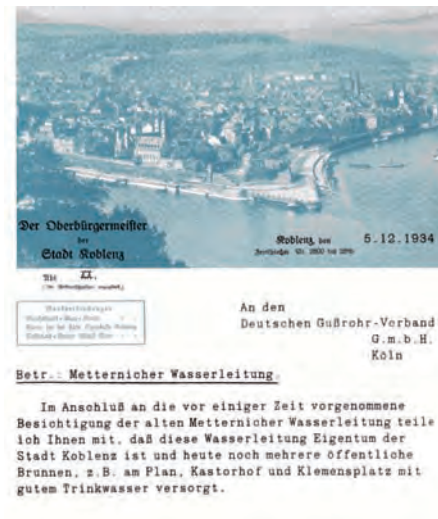 Der Oberbürgermeister
der
Stadt Koblenz
Koblenz, den 5.12.1934
Abt. II.
An den
Deutschen Gußrohr-Verband
G.m.b.H.
Köln
Betr.: Metternicher Wasserleitung.
Im Anschluß an die vor einiger Zeit vorgenommene
Besichtigung der alten Metternicher Wasserleitung teile
ich Ihnen mit, daß diese Wasserleitung Eigentum der
Stadt Koblenz ist und heute noch mehrere öffentliche
Brunnen, z.B. am Plan, Kastorhof und Klemensplatz mit
gutem Trinkwasser versorgt.